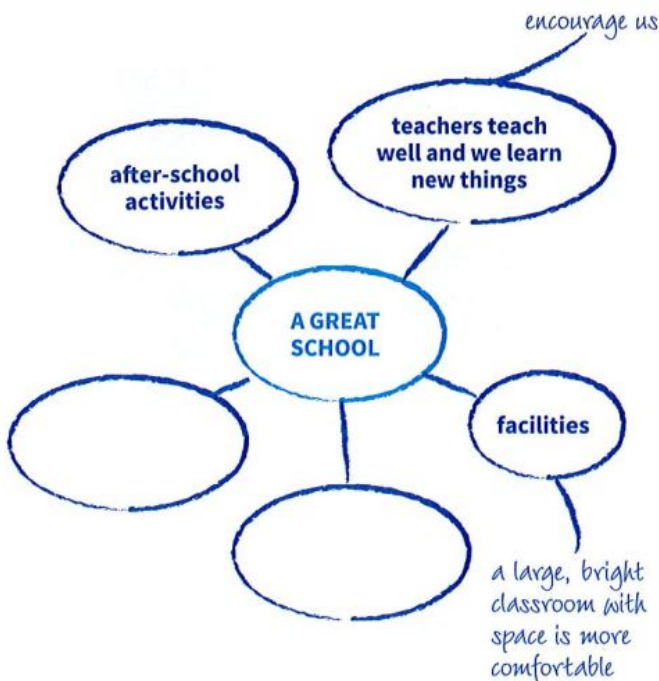 encourage us
teachers teach
well and we learn
new things
after-school
activities
A GREAT
SCHOOL
facilities
a large, bright
classroom with
space is more
comfortable